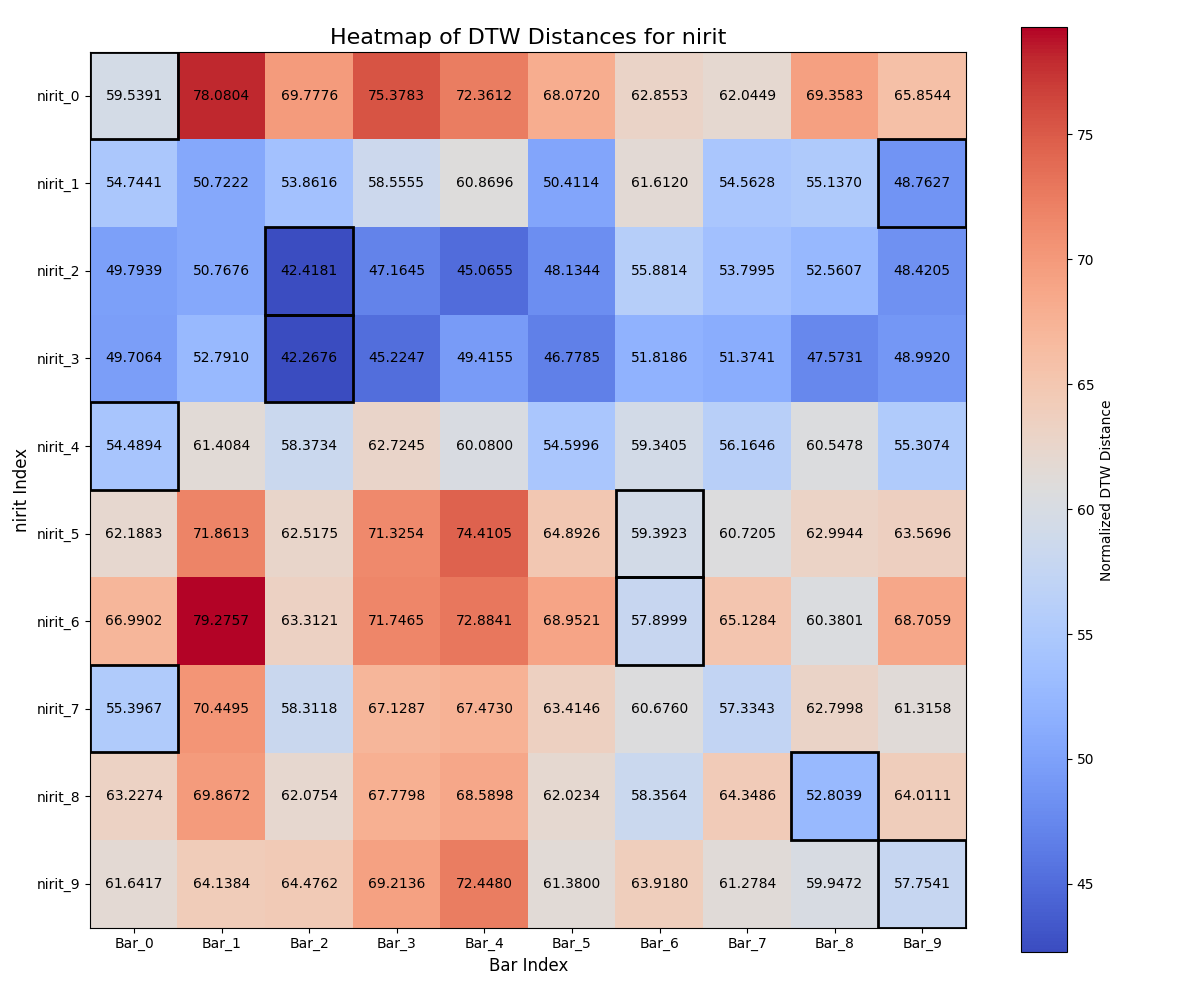 Heatmap of DTW Distances for nirit
nirit_0 59.5391 78.0804 69.7776 75.3783 72.3612 68.0720 62.8553 62.0449 69.3583 65.8544
nirit_1 54.7441 50.7222 53.8616 58.5555 60.8696 50.4114 61.6120 54.5628 55.1370 48.7627
nirit_2 49.7939 50.7676 42.4181 47.1645 45.0655 48.1344 55.8814 53.7995 52.5607 48.4205
nirit_3 49.7064 52.7910 42.2676 45.2247 49.4155 46.7785 51.8186 51.3741 47.5731 48.9920
nirit_4 54.4894 61.4084 58.3734 62.7245 60.0800 54.5996 59.3405 56.1646 60.5478 55.3074
nirit_5 62.1883 71.8613 62.5175 71.3254 74.4105 64.8926 59.3923 60.7205 62.9944 63.5696
nirit_6 66.9902 79.2757 63.3121 71.7465 72.8841 68.9521 57.8999 65.1284 60.3801 68.7059
nirit_7 55.3967 70.4495 58.3118 67.1287 67.4730 63.4146 60.6760 57.3343 62.7998 61.3158
nirit_8 63.2274 69.8672 62.0754 67.7798 68.5898 62.0234 58.3564 64.3486 52.8039 64.0111
nirit_9 61.6417 64.1384 64.4762 69.2136 72.4480 61.3800 63.9180 61.2784 59.9472 57.7541
Bar_0 Bar_1 Bar_2 Bar_3 Bar_4 Bar_5 Bar_6 Bar_7 Bar_8 Bar_9
Bar Index
nirit Index
75
70
65
60
55
50
45
Normalized DTW Distance